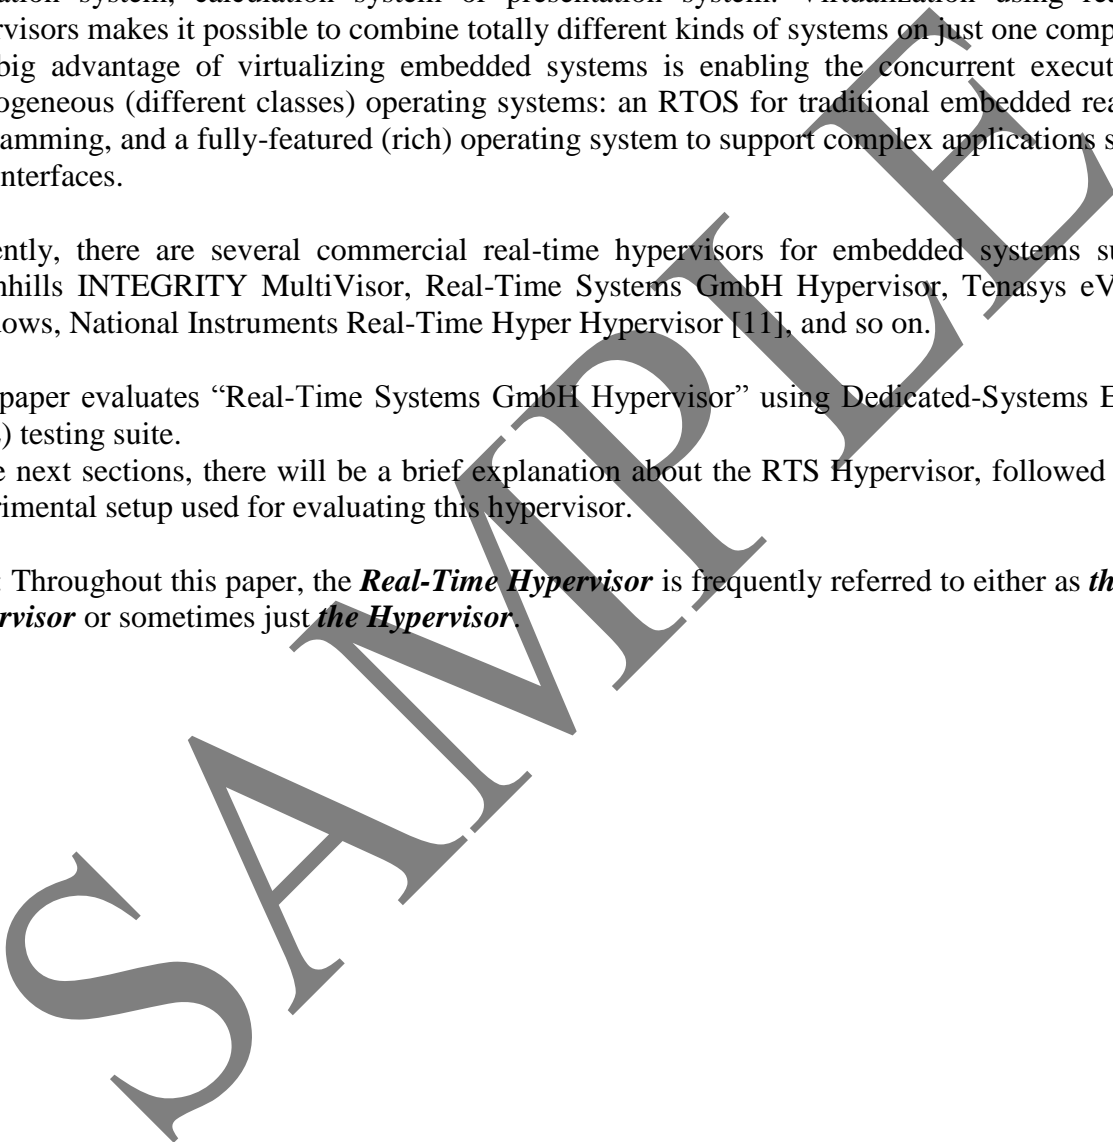 ation system, calculation system or presentation system. Virtualization using
rvisors makes it possible to combine totally different kinds of systems on just one comp
big advantage of virtualizing embedded systems is enabling the concurrent execut
ogeneous (different classes) operating systems: an RTOS for traditional embedded rea
amming, and a fully-featured (rich) operating system to support complex applications s
nterfaces.
ently, there are several commercial real-time hypervisors for embedded systems su
nhills INTEGRITY MultiVisor, Real-Time Systems GmbH Hypervisor, Tenasys eV
lows, National Instruments Real-Time Hyper Hypervisor [11], and so on.
paper evaluates “Real-Time Systems GmbH Hypervisor” using Dedicated-Systems E
) testing suite.
e next sections, there will be a brief explanation about the RTS Hypervisor, followed
rimental setup used for evaluating this hypervisor.
: Throughout this paper, the Real-Time Hypervisor is frequently referred to either as th
rvisor or sometimes just the Hypervisor.
SAMPLE